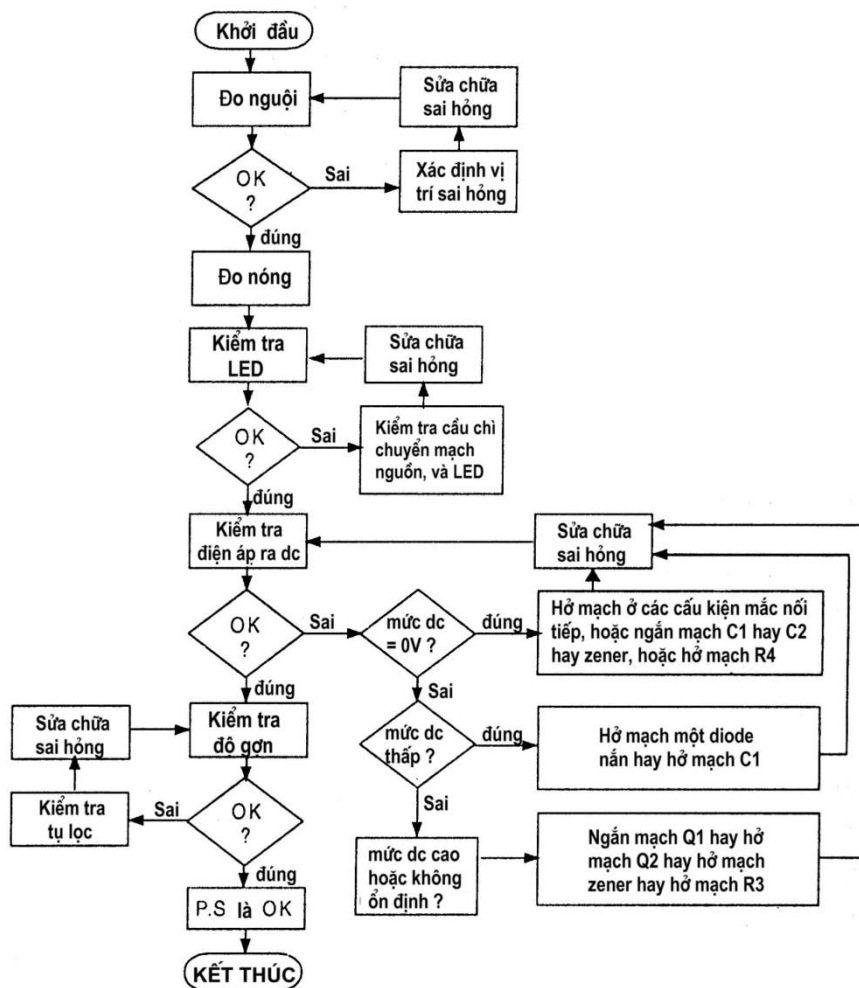 Khởi đầu
Đo nguội
Sửa chữa
sai hỏng
OK
?
Sai
Xác định vị
trí sai hỏng
đúng
Đo nóng
Kiểm tra
LED
Sửa chữa
sai hỏng
OK
?
Sai
Kiểm tra cầu chì
chuyển mạch
nguồn, và LED
đúng
Kiểm tra
điện áp ra dc
Sửa chữa
sai hỏng
OK
?
Sai
mức dc
= 0V ?
đúng
Hở mạch ở các cấu kiện mắc nối
tiếp, hoặc ngắn mạch C1 hay C2
hay zener, hoặc hở mạch R4
đúng
Sai
Sửa chữa
sai hỏng
Kiểm tra
độ gợn
mức dc
thấp ?
đúng
Hở mạch một diode
nắn hay hở mạch C1
Kiểm tra
tụ lọc
Sai
OK
?
Sai
mức dc cao
hoặc không
ổn định ?
Ngắn mạch Q1 hay hở
mạch Q2 hay hở mạch
zener hay hở mạch R3
đúng
P.S là OK
KẾT THÚC